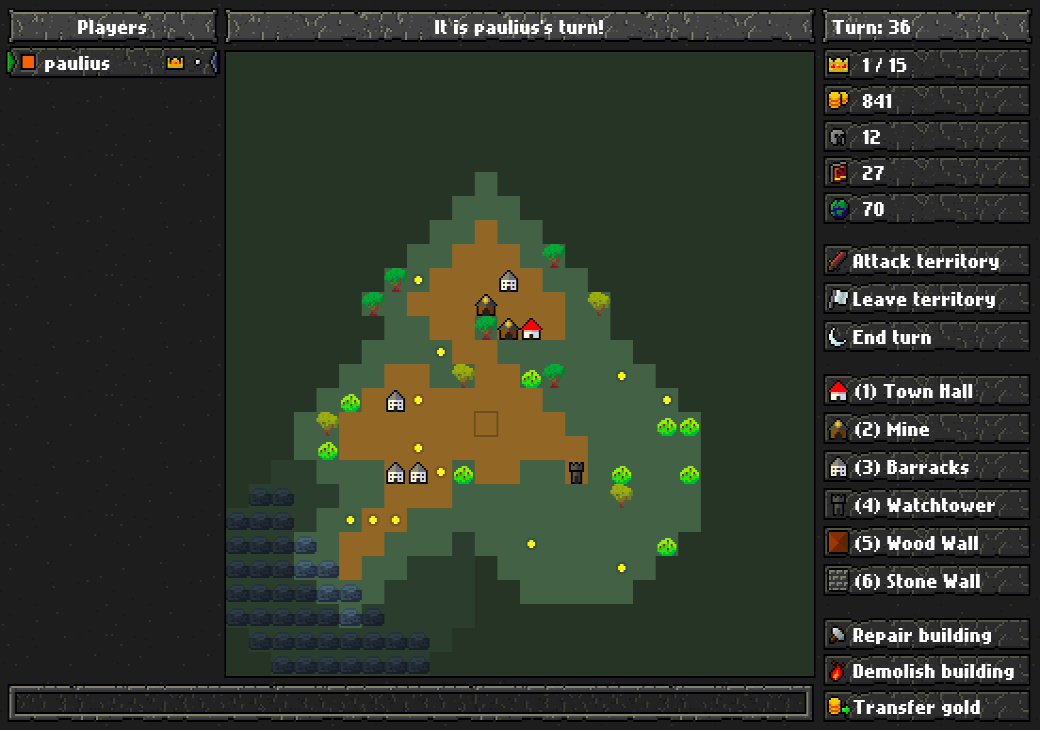 Players
It is paulius's turn!
Turn: 36
paulius
1 / 15
841
12
27
70
Attack territory
Leave territory
End turn
(1) Town Hall
(2) Mine
(3) Barracks
(4) Watchtower
(5) Wood Wall
(6) Stone Wall
Repair building
Demolish building
Transfer gold